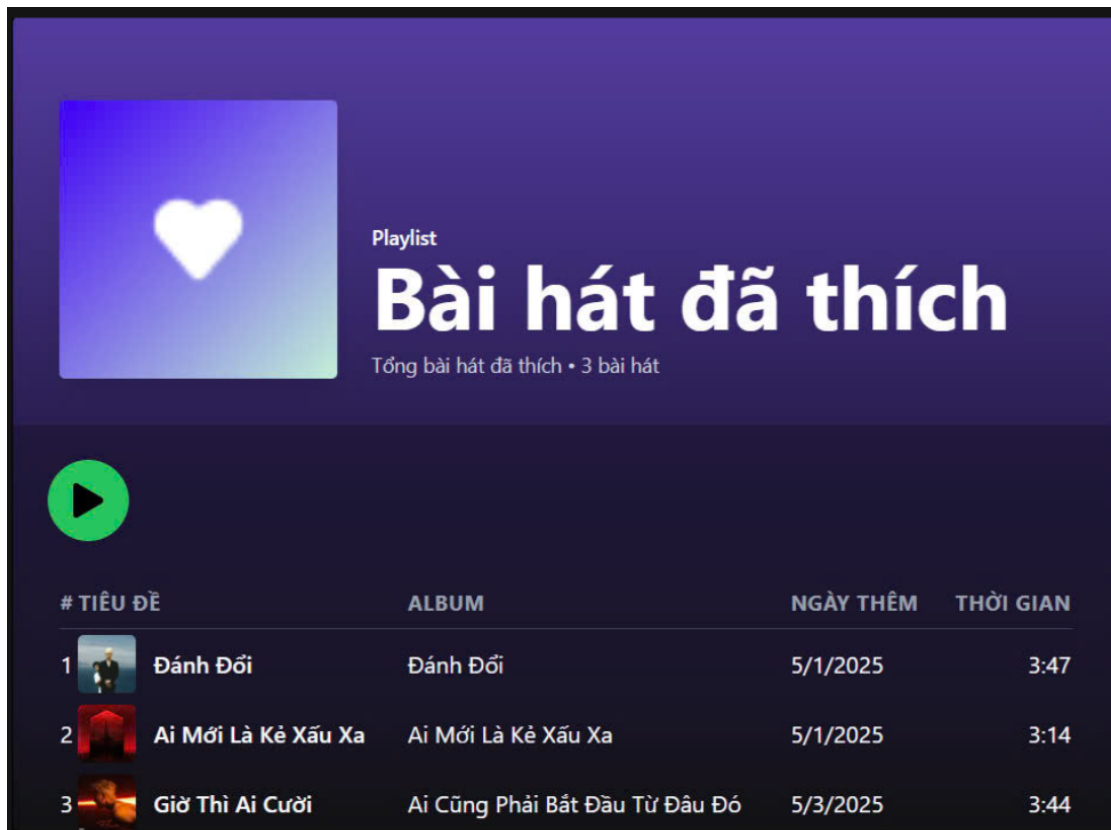 Playlist
Bài hát đã thích
Tổng bài hát đã thích • 3 bài hát
# TIÊU ĐỀ ALBUM NGÀY THÊM THỜI GIAN
1 Đánh Đổi Đánh Đổi 5/1/2025 3:47
2 Ai Mới Là Kẻ Xấu Xa Ai Mới Là Kẻ Xấu Xa 5/1/2025 3:14
3 Giờ Thì Ai Cười Ai Cũng Phải Bắt Đầu Từ Đâu Đó 5/3/2025 3:44